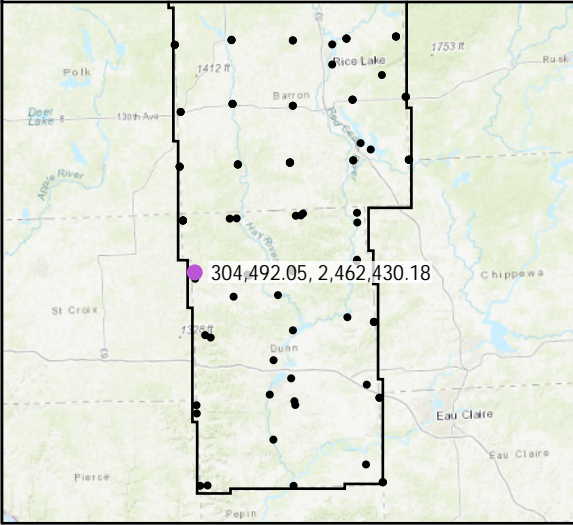 1753 ft
Rice Lake
Rusk
1412 ft
Polk
Barron
Deer
Lake
8
130th Ave
Red Cedar River
Apple River
Hay River
304,492.05, 2,462,430.18
Chippewa
St Croix
1328 ft
Dunn
63
Eau Claire
Eau Claire
Pierce
Pepin